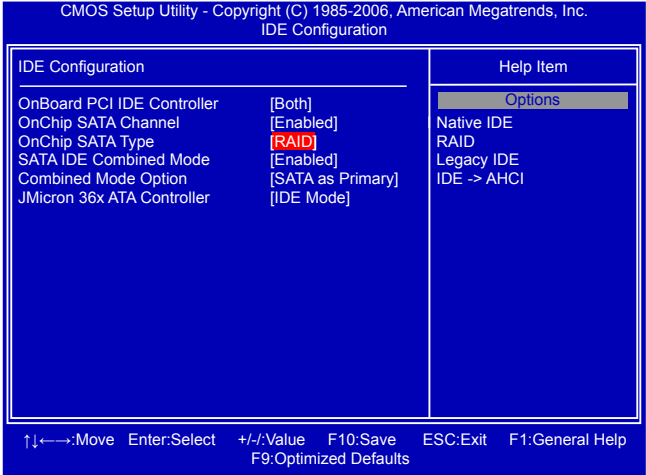 CMOS Setup Utility - Copyright (C) 1985-2006, American Megatrends, Inc.
IDE Configuration
IDE Configuration
OnBoard PCI IDE Controller [Both]
OnChip SATA Channel [Enabled]
OnChip SATA Type [RAID]
SATA IDE Combined Mode [Enabled]
Combined Mode Option [SATA as Primary]
JMicron 36x ATA Controller [IDE Mode]
Help Item
Options
Native IDE
RAID
Legacy IDE
IDE -> AHCI
↑↓←→:Move Enter:Select +/-/:Value F10:Save ESC:Exit F1:General Help
F9:Optimized Defaults